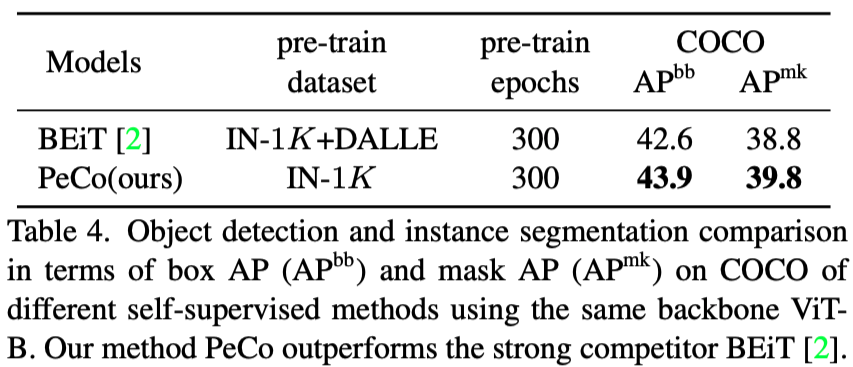 Models pre-train dataset pre-train epochs COCO AP^bb AP^mk
BEiT [2] IN-1K+DALLE 300 42.6 38.8
PeCo(ours) IN-1K 300 43.9 39.8
Table 4. Object detection and instance segmentation comparison
in terms of box AP (AP^bb) and mask AP (AP^mk) on COCO of
different self-supervised methods using the same backbone ViT-
B. Our method PeCo outperforms the strong competitor BEiT [2].